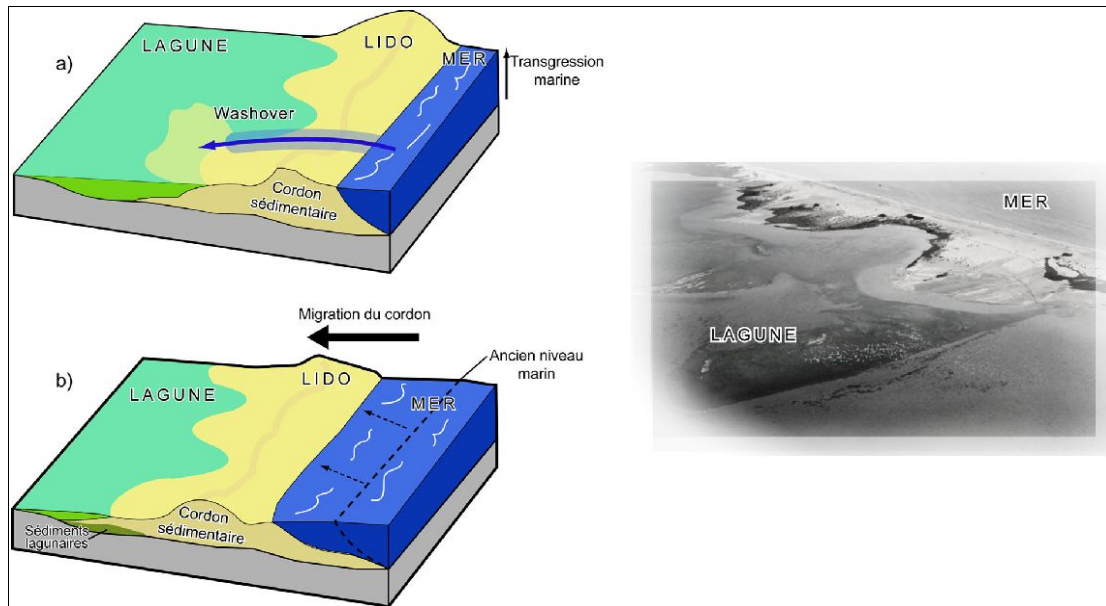 a)
LAGUNE
LIDO
MER
Transgression
marine
Washover
Cordon
sédimentaire
Migration du cordon
b)
LAGUNE
LIDO
MER
Ancien niveau
marin
Cordon
sédimentaire
Sédiments
lagunaires
MER
LAGUNE